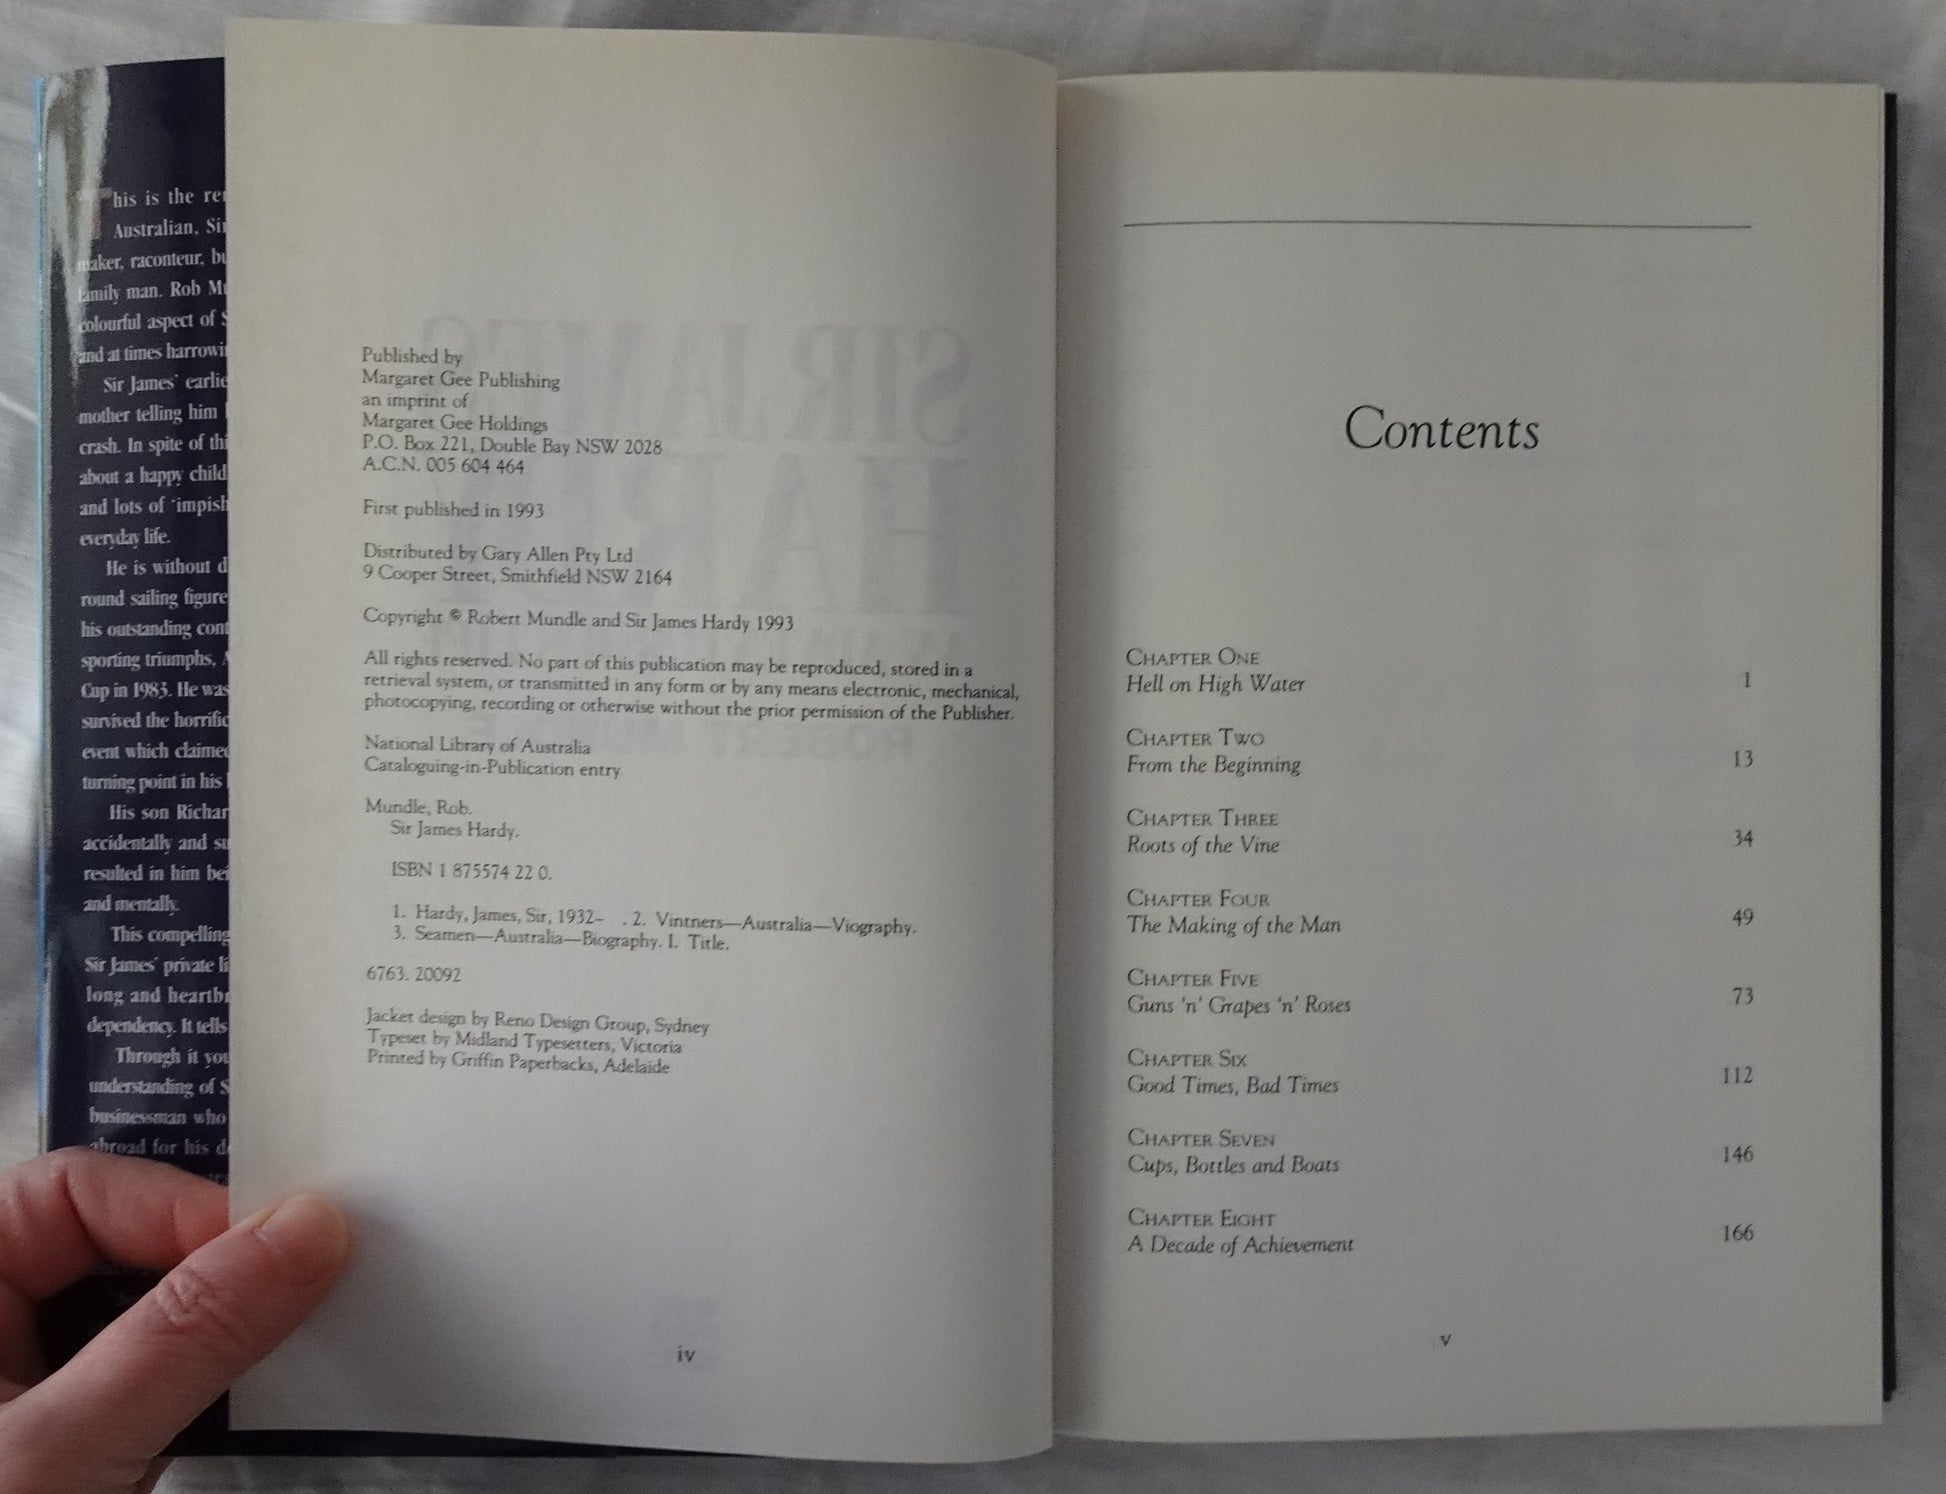 his is the
Australian,
maker, raconteur,
family man. Rob
colourful aspect of
and at times
Sir James' earlie
mother telling him
crash. In spite of thi
about a happy child
and lots of 'impish
everyday life.
He is without d
round sailing figure
his outstanding cont
sporting triumphs,
Cup in 1983. He was
survived the horrific
event which claimed
turning point in his
His son Richar
accidentally and su
resulted in him bei
and mentally.
This compelling
Sir James' private li
long and heartbr
dependency. It tells
Through it you
understanding of S
businessman who
abroad for his d
Published by
Margaret Gee Publishing
an imprint of
Margaret Gee Holdings
P.O. Box 221, Double Bay NSW 2028
A.C.N. 005 604 464
First published in 1993
Distributed by Gary Allen Pty Ltd
9 Cooper Street, Smithfield NSW 2164
Copyright © Robert Mundle and Sir James Hardy 1993
All rights reserved. No part of this publication may be reproduced, stored in a
retrieval system, or transmitted in any form or by any means electronic, mechanical,
photocopying, recording or otherwise without the prior permission of the Publisher.
National Library of Australia
Cataloguing-in-Publication entry
Mundle, Rob.
Sir James Hardy.
ISBN 1 875574 22 0.
1. Hardy, James, Sir, 1932– . 2. Vintners—Australia—Viography.
3. Seamen—Australia—Biography. I. Title.
6763. 20092
Jacket design by Reno Design Group, Sydney
Typeset by Midland Typesetters, Victoria
Printed by Griffin Paperbacks, Adelaide
iv
Contents
CHAPTER ONE
Hell on High Water 1
CHAPTER TWO
From the Beginning 13
CHAPTER THREE
Roots of the Vine 34
CHAPTER FOUR
The Making of the Man 49
CHAPTER FIVE
Guns 'n' Grapes 'n' Roses 73
CHAPTER SIX
Good Times, Bad Times 112
CHAPTER SEVEN
Cups, Bottles and Boats 146
CHAPTER EIGHT
A Decade of Achievement 166
v